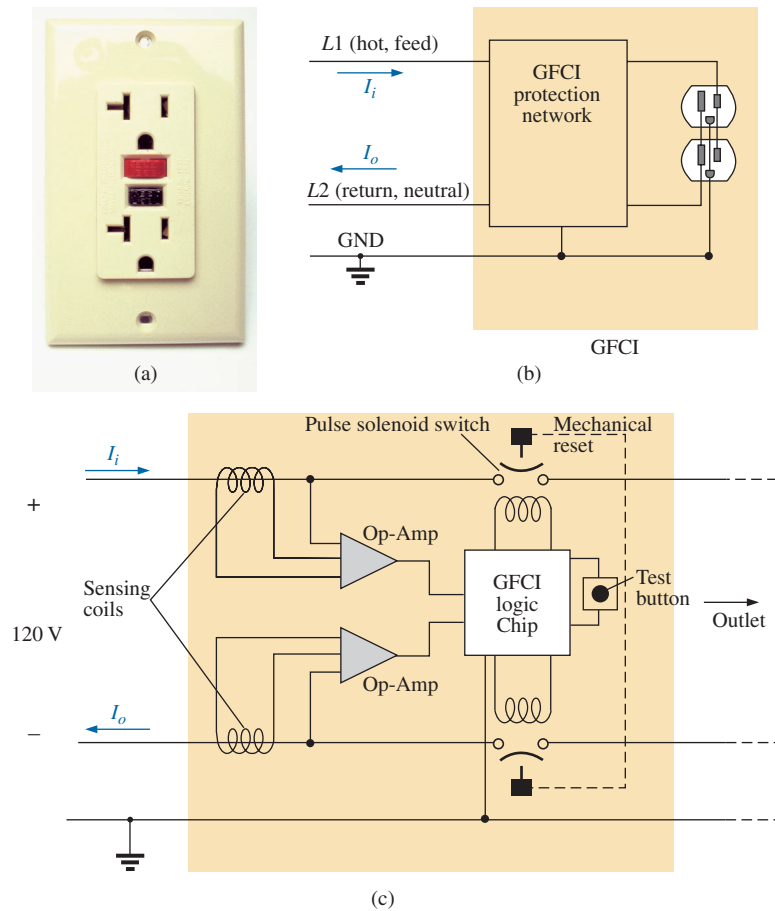 L1 (hot, feed)
I_i
GFCI
protection
network
I_o
L2 (return, neutral)
GND
GFCI
(a)
(b)
Pulse solenoid switch
Mechanical
reset
I_i
+
Op-Amp
Sensing
coils
GFCI
logic
Chip
Test
button
120 V
Outlet
Op-Amp
I_o
−
(c)